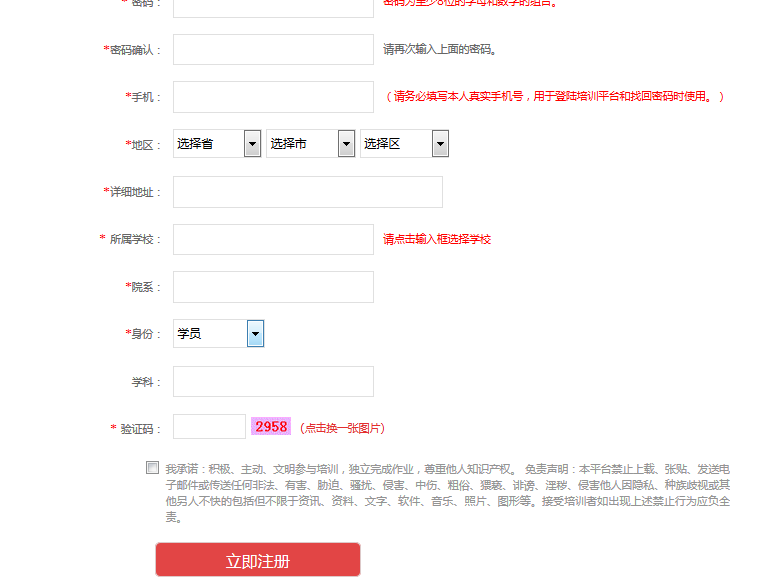 * 密码： 密码为至少8位的字母和数字的组合。
*密码确认： 请再次输入上面的密码。
*手机： （ 请务必填写本人真实手机号，用于登陆培训平台和找回密码时使用。 ）
*地区： 选择省 选择市 选择区
*详细地址：
* 所属学校： 请点击输入框选择学校
*院系：
*身份： 学员
学科：
* 验证码： 2958 （点击换一张图片）
我承诺：积极、主动、文明参与培训，独立完成作业，尊重他人知识产权。 免责声明：本平台禁止上载、张贴、发送电
子邮件或传送任何非法、有害、胁迫、骚扰、侵害、中伤、粗俗、猥亵、诽谤、淫秽、侵害他人因隐私、种族歧视或其
他另人不快的包括但不限于资讯、资料、文字、软件、音乐、照片、图形等。接受培训者如出现上述禁止行为应负全
责。
立即注册